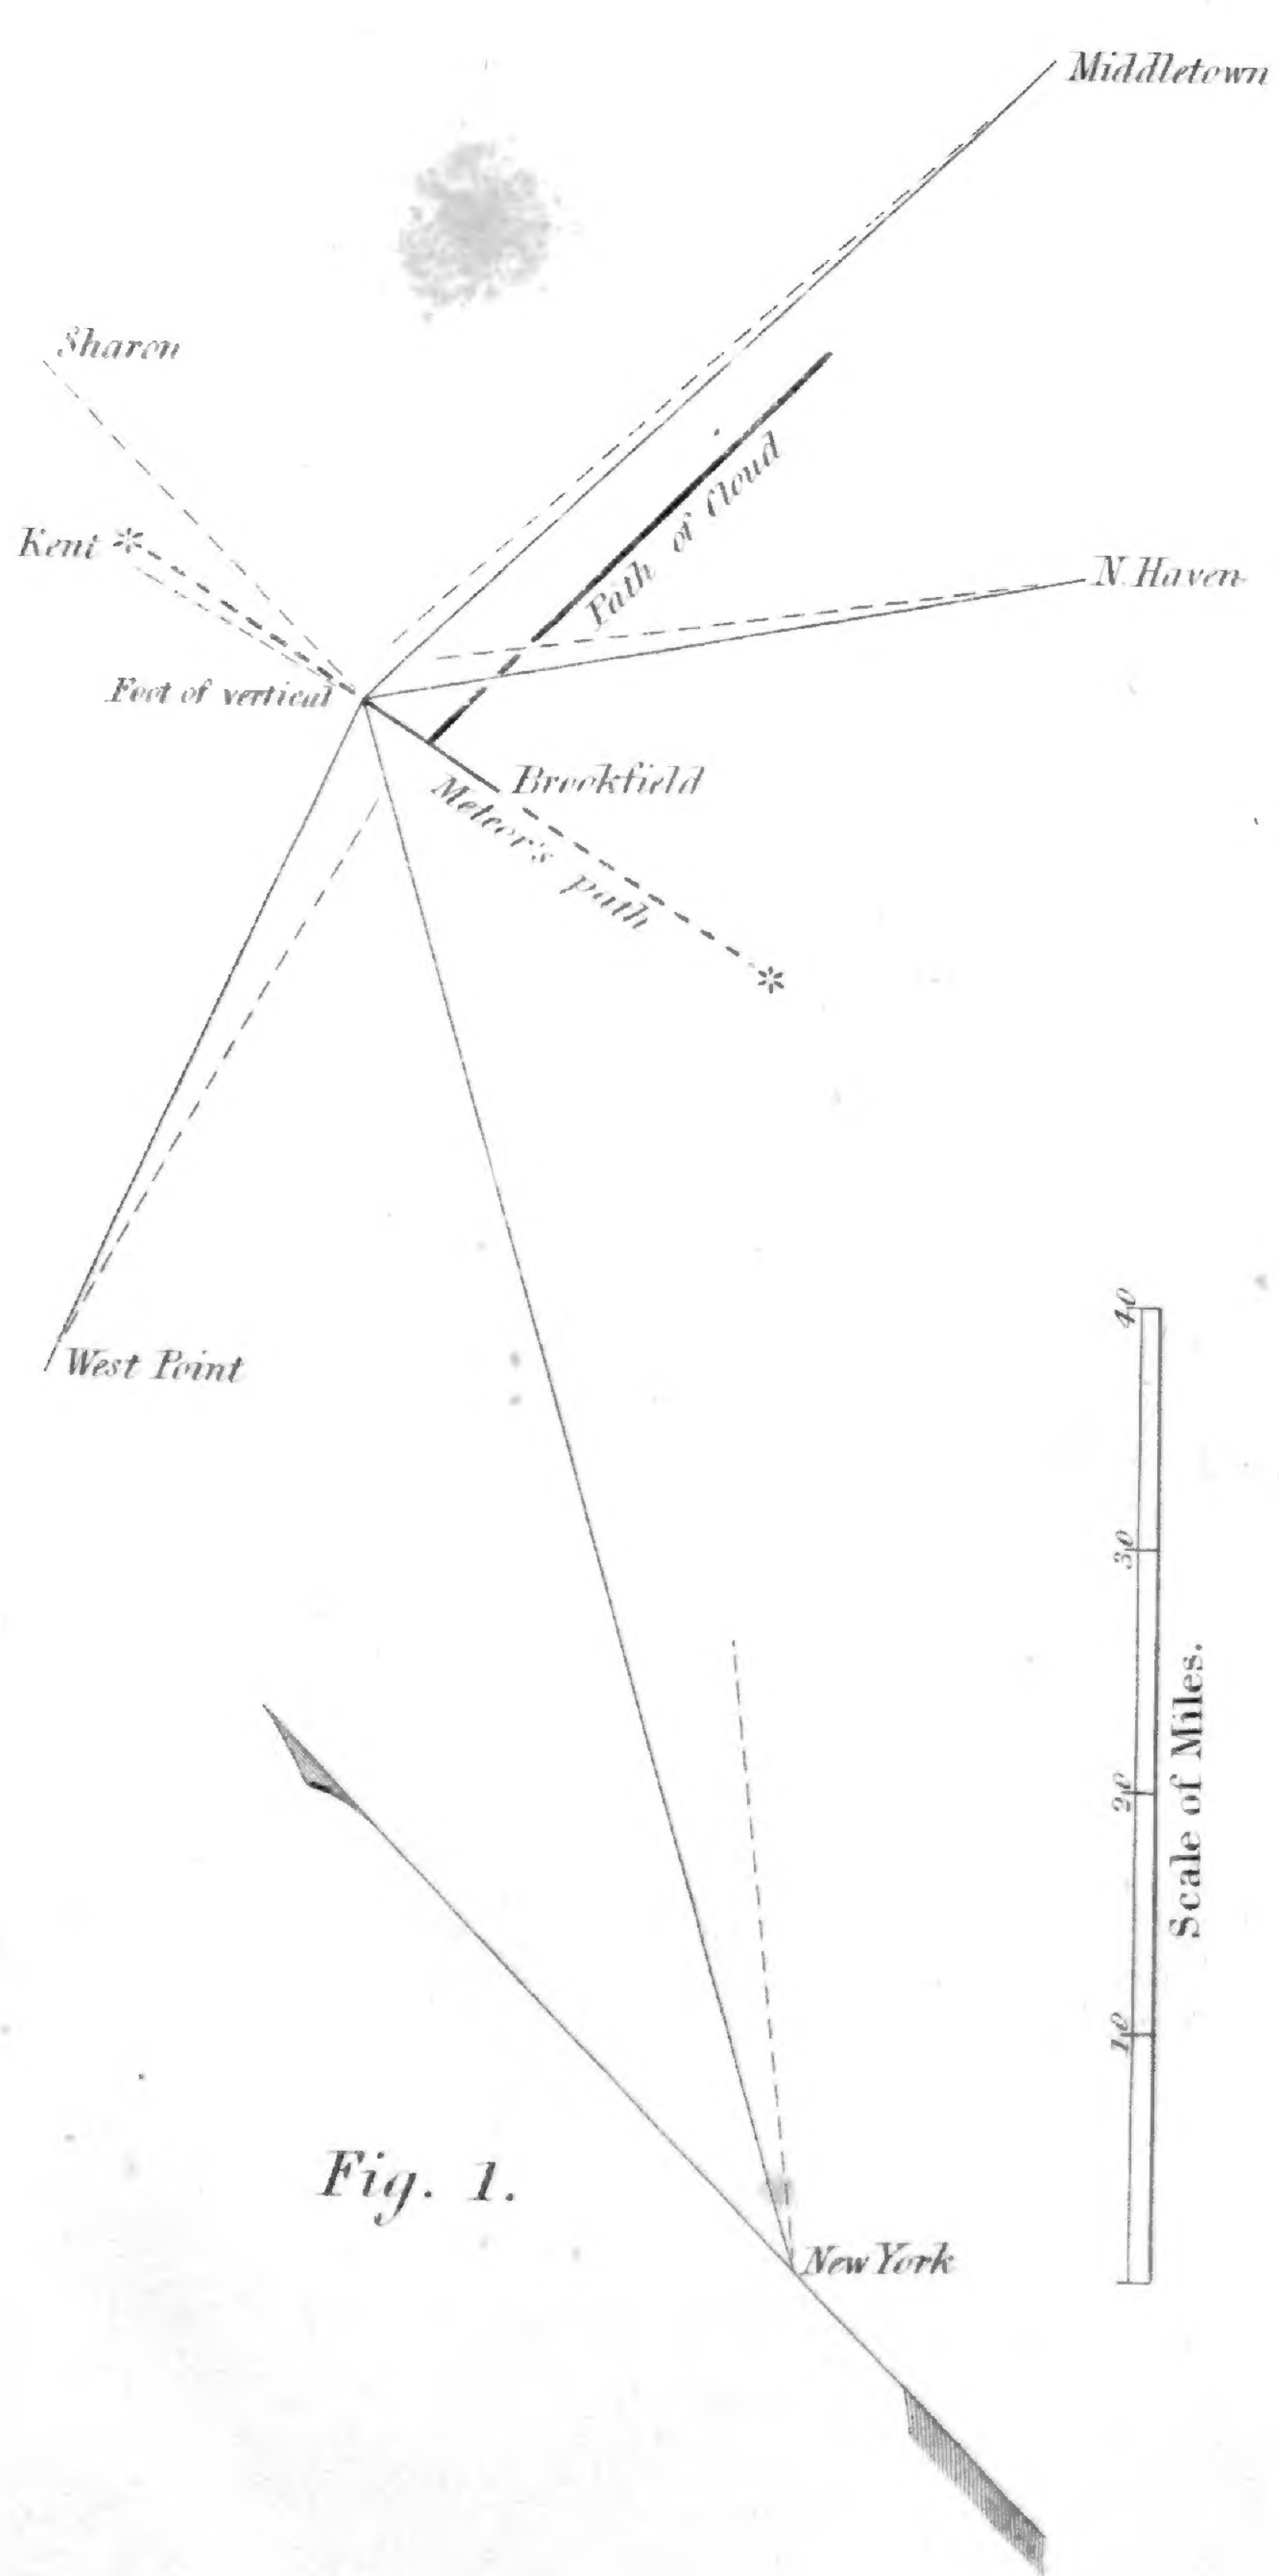 Middletown
Sharon
Path of cloud
Kent
N. Haven
Foot of vertical
Brookfield
Meteor's path
West Point
40
30
20
10
Scale of Miles.
Fig. 1.
New York